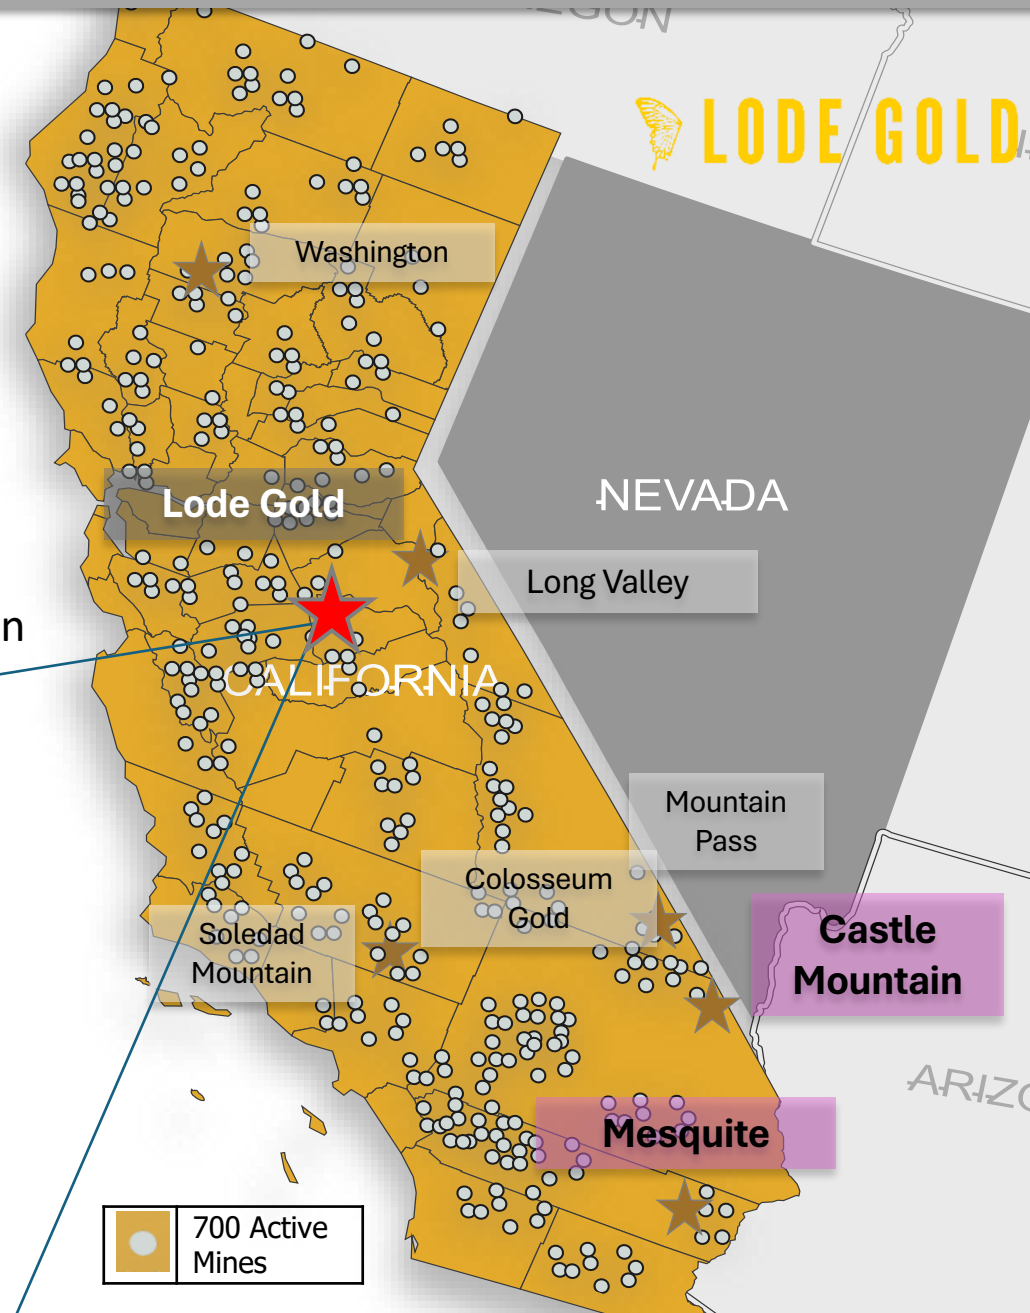 LODE GOLD
Washington
NEVADA
Lode Gold
Long Valley
n
CALIFORNIA
Mountain
Pass
Colosseum
Gold
Castle
Mountain
Soledad
Mountain
Mesquite
700 Active
Mines